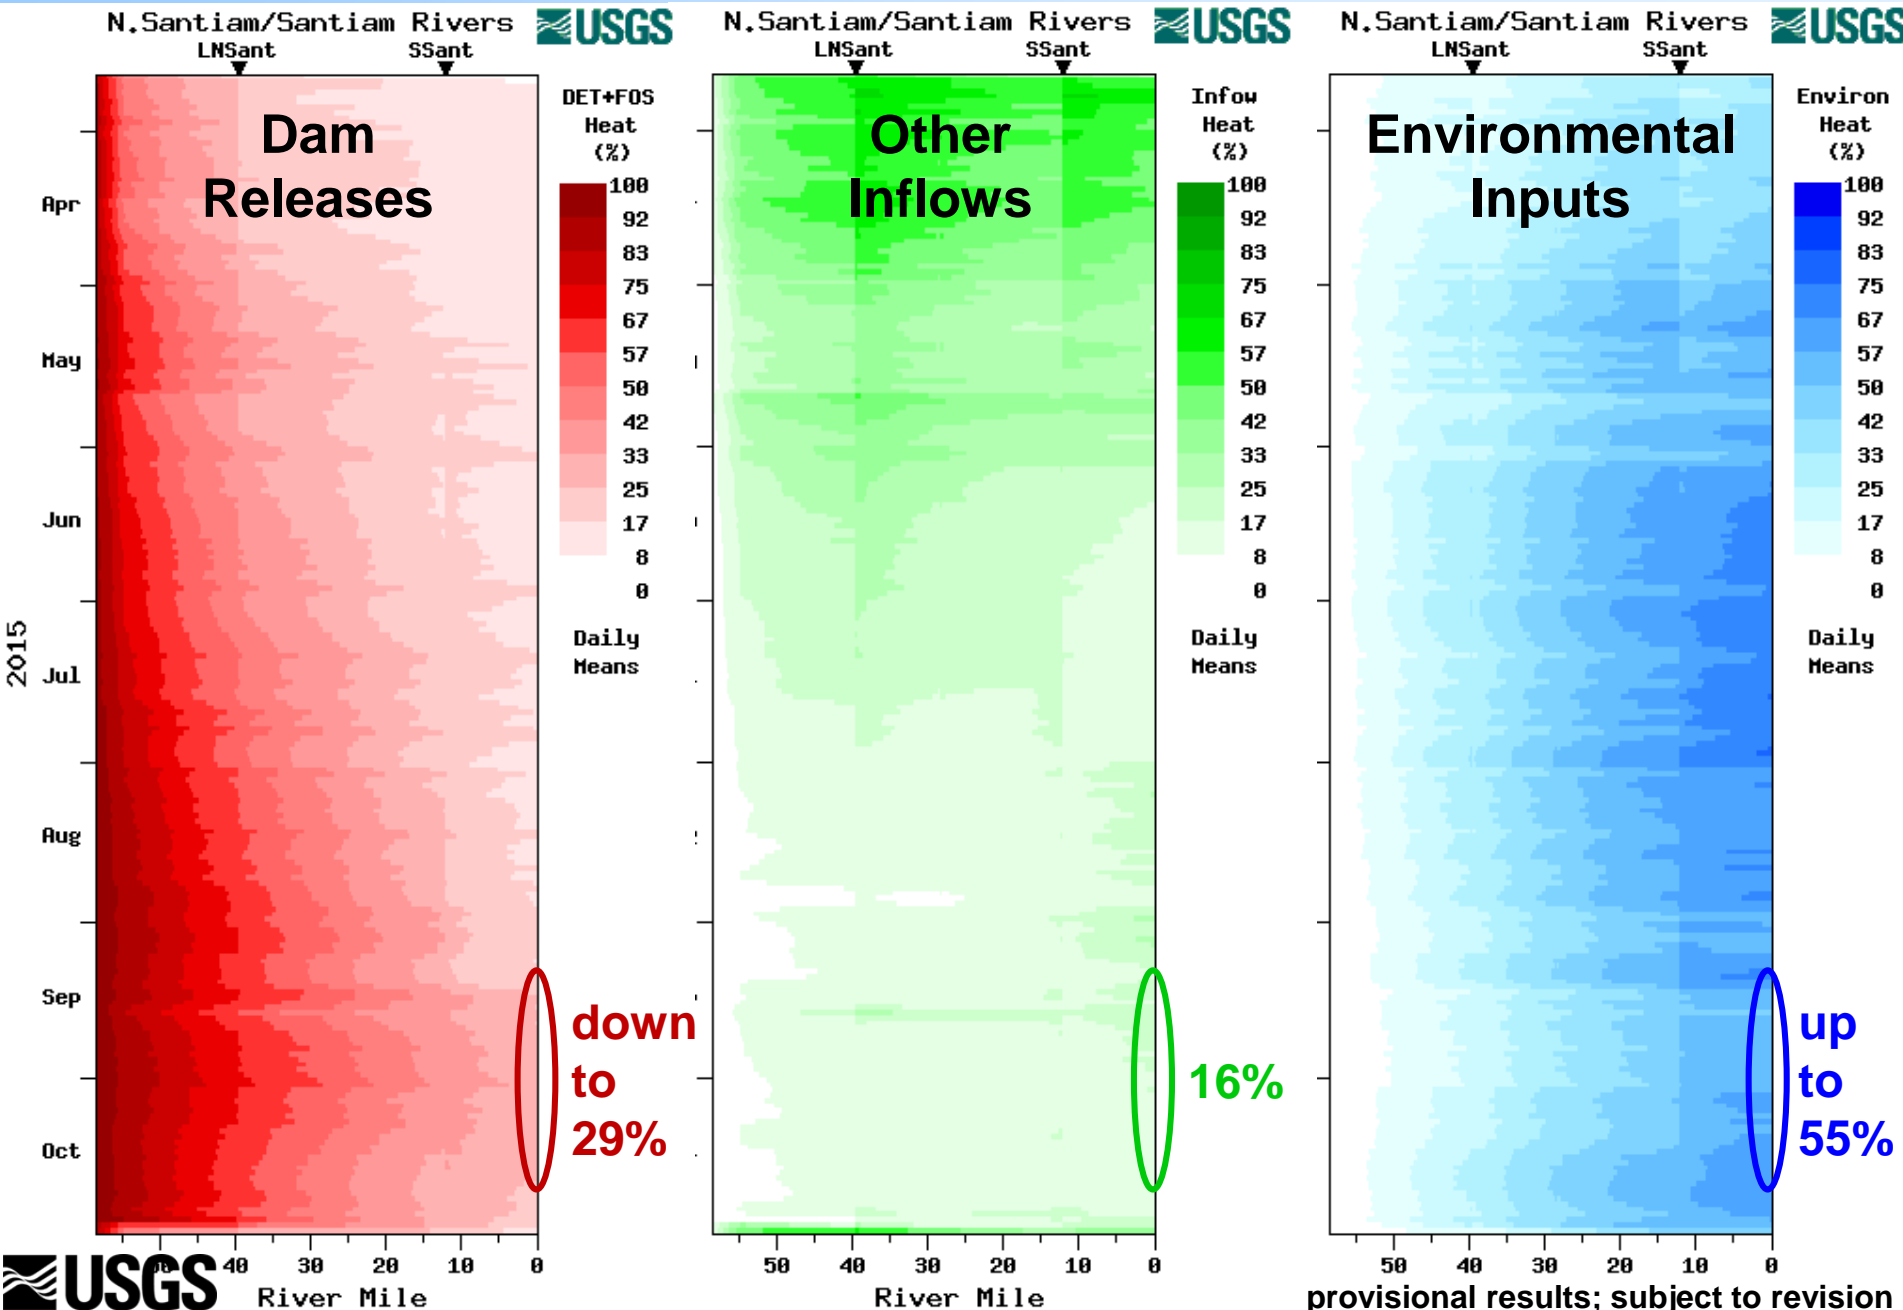 N.Santiam/Santiam Rivers
USGS
LNSant
SSant
Dam
Releases
DET+FOS
Heat
(%)
100
92
83
75
67
57
50
42
33
25
17
8
0
Daily
Means
2015
Apr
May
Jun
Jul
Aug
Sep
Oct
down
to
29%
40
30
20
10
0
River Mile
USGS
N.Santiam/Santiam Rivers
USGS
LNSant
SSant
Other
Inflows
Infow
Heat
(%)
100
92
83
75
67
57
50
42
33
25
17
8
0
Daily
Means
16%
50
40
30
20
10
0
River Mile
N.Santiam/Santiam Rivers
USGS
LNSant
SSant
Environmental
Inputs
Environ
Heat
(%)
100
92
83
75
67
57
50
42
33
25
17
8
0
Daily
Means
up
to
55%
50
40
30
20
10
0
provisional results; subject to revision